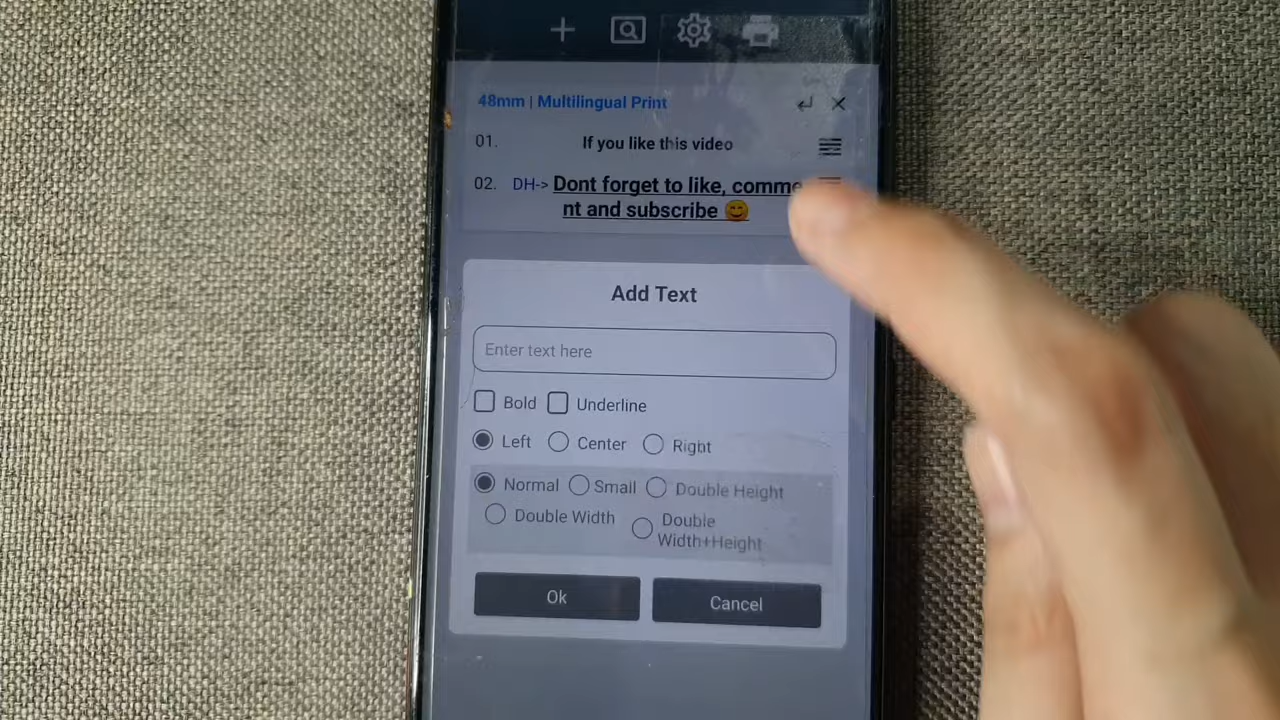 48mm | Multilingual Print
01. If you like this video
02. DH-> Dont forget to like, comme
nt and subscribe 😄
Add Text
Enter text here
Bold Underline
Left Center Right
Normal Small Double Height
Double Width Double
Width+Height
Ok Cancel